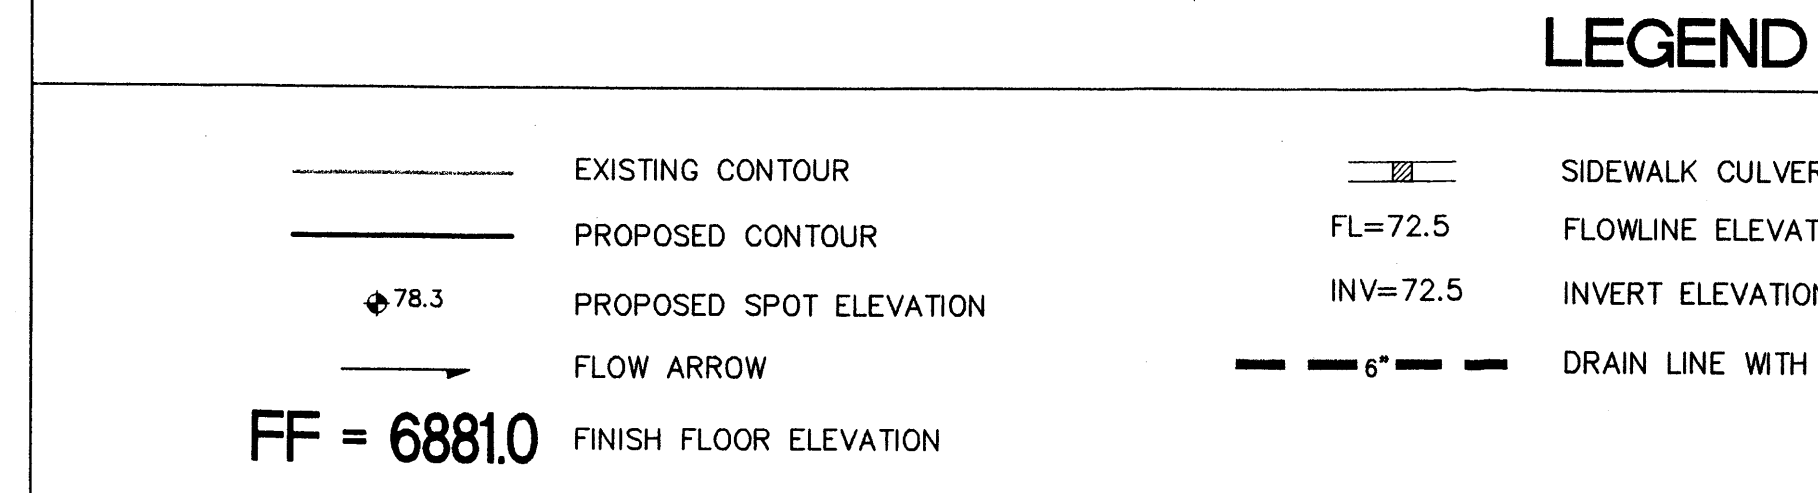 LEGEND
EXISTING CONTOUR
PROPOSED CONTOUR
78.3 PROPOSED SPOT ELEVATION
FLOW ARROW
FF = 6881.0 FINISH FLOOR ELEVATION
SIDEWALK CULVER
FL=72.5 FLOWLINE ELEVAT
INV=72.5 INVERT ELEVATION
6" DRAIN LINE WITH